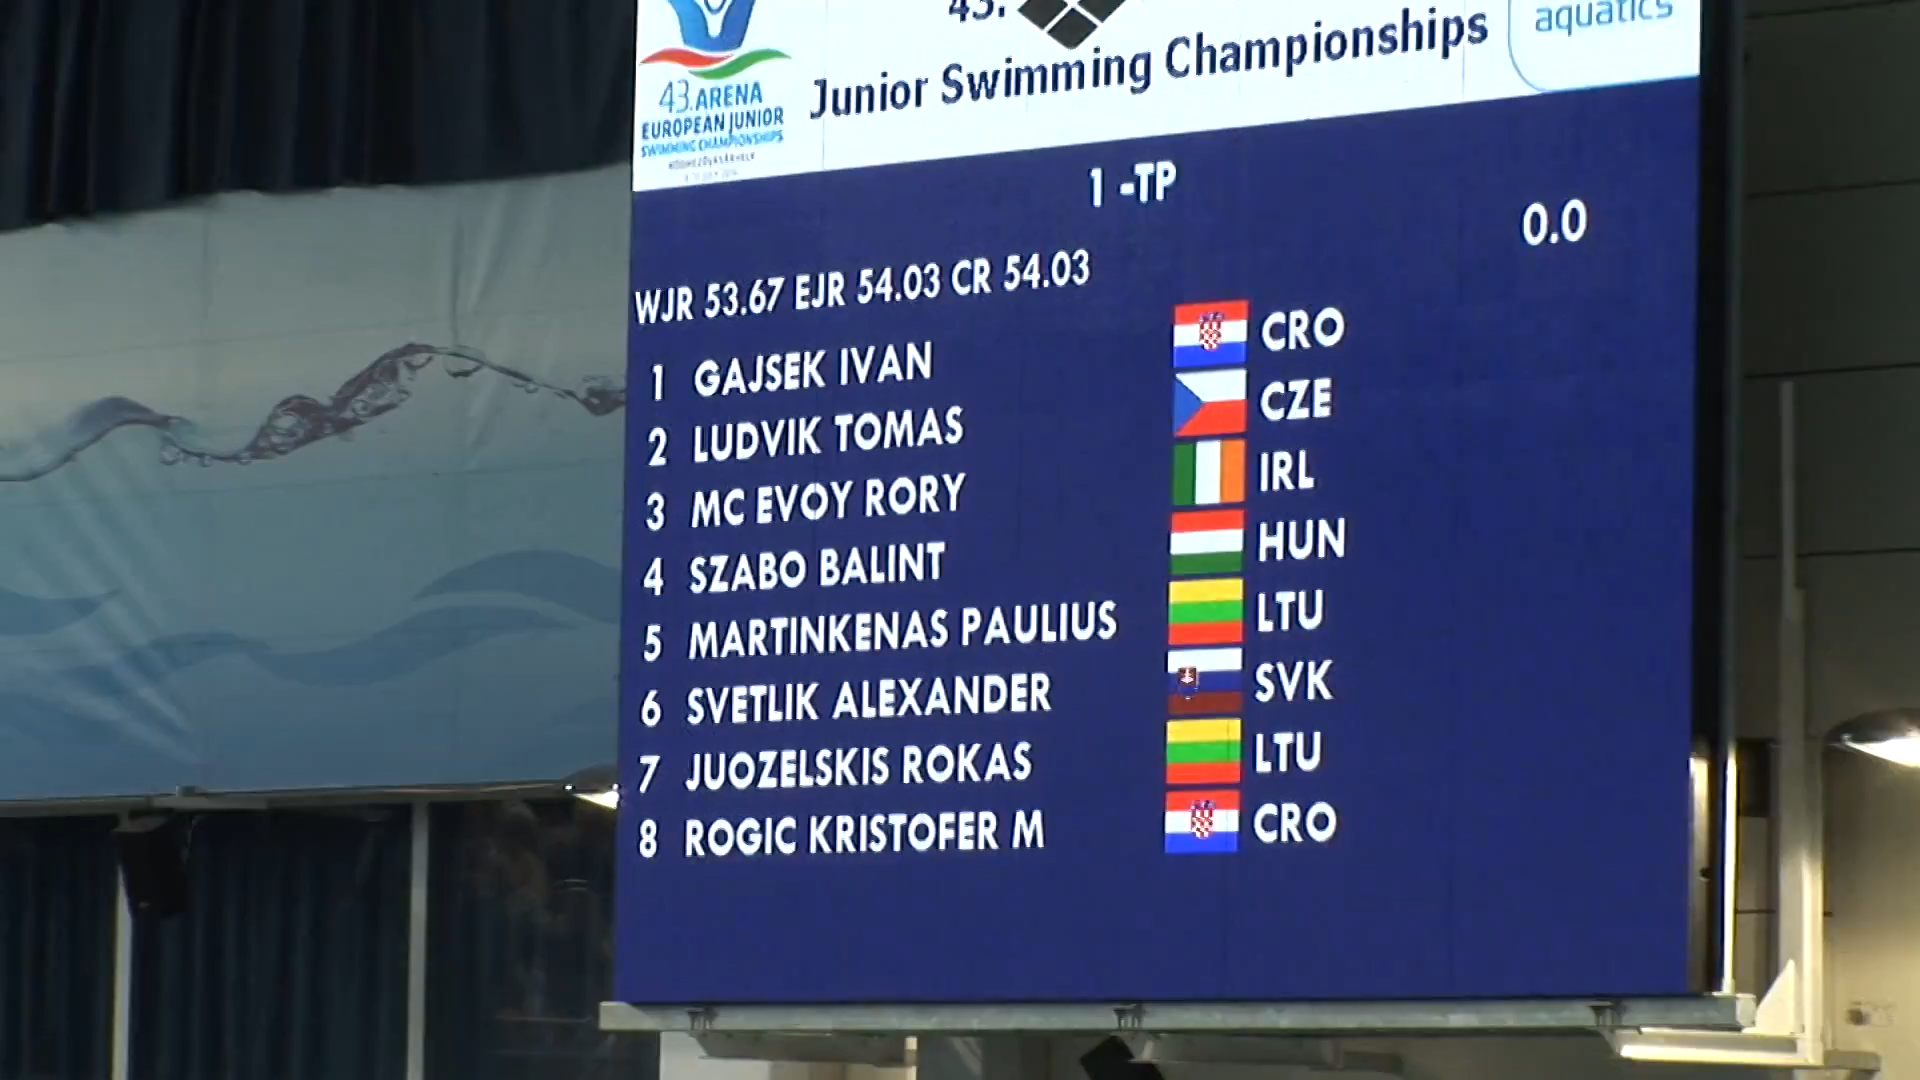 43.
Junior Swimming Championships
aquatics
43. ARENA
EUROPEAN JUNIOR
SWIMMING CHAMPIONSHIPS
HÓDMEZŐVÁSÁRHELY
1 -TP
0.0
WJR 53.67 EJR 54.03 CR 54.03
1 GAJSEK IVAN CRO
2 LUDVIK TOMAS CZE
3 MC EVOY RORY IRL
4 SZABO BALINT HUN
5 MARTINKENAS PAULIUS LTU
6 SVETLIK ALEXANDER SVK
7 JUOZELSKIS ROKAS LTU
8 ROGIC KRISTOFER M CRO